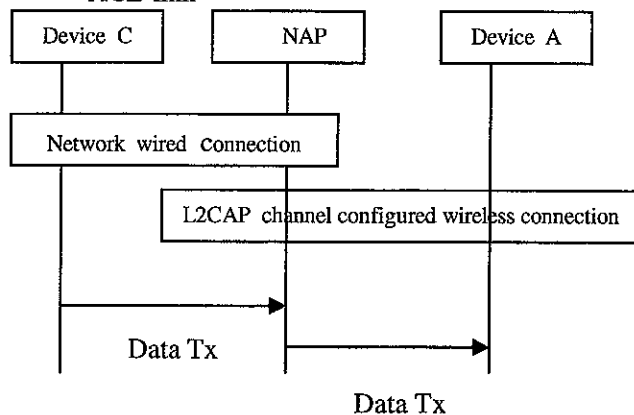 Device C
NAP
Device A
Network wired Connection
L2CAP channel configured wireless connection
Data Tx
Data Tx